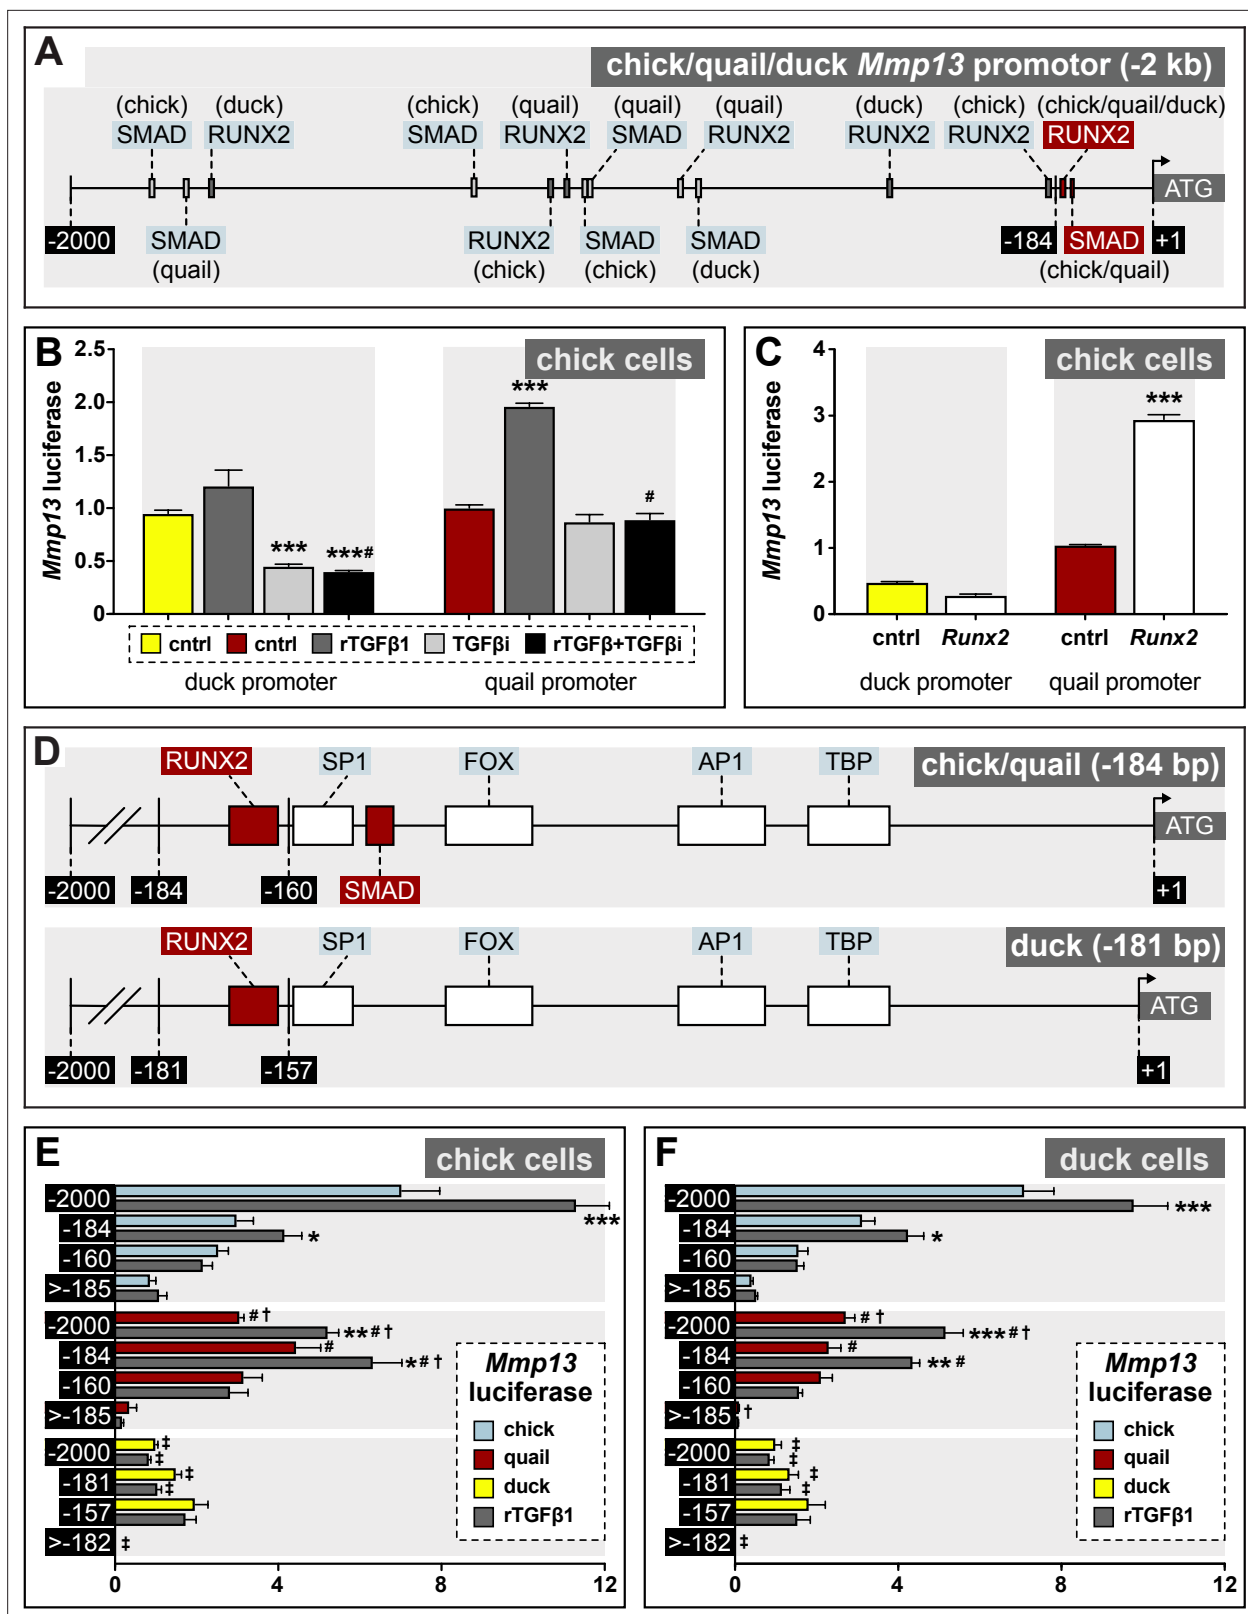 A
chick/quail/duck Mmp13 promotor (-2 kb)
(chick) (duck) (chick) (quail) (quail) (quail) (duck) (chick) (chick/quail/duck)
SMAD RUNX2 SMAD RUNX2 SMAD RUNX2 RUNX2 RUNX2 RUNX2
ATG
-2000 SMAD RUNX2 SMAD SMAD -184 SMAD +1
(quail) (chick) (chick) (duck) (chick/quail)
B
chick cells
Mmp13 luciferase
2.5
2.0
1.5
1.0
0.5
0
*** ***# *** #
cntrl cntrl rTGFβ1 TGFβi rTGFβ+TGFβi
duck promoter quail promoter
C
chick cells
Mmp13 luciferase
4
3
2
1
0
***
cntrl Runx2 cntrl Runx2
duck promoter quail promoter
D
RUNX2 SP1 FOX AP1 TBP
chick/quail (-184 bp)
ATG
-2000 -184 -160 SMAD +1
RUNX2 SP1 FOX AP1 TBP
duck (-181 bp)
ATG
-2000 -181 -157 +1
E
chick cells
-2000
***
-184
*
-160
>-185
-2000
# †
** # †
-184
#
* # †
-160
>-185
-2000
‡
‡
-181
‡
‡
-157
>-182
‡
Mmp13
luciferase
chick
quail
duck
rTGFβ1
0 4 8 12
F
duck cells
-2000
***
-184
*
-160
>-185
-2000
# †
*** # †
-184
#
** #
-160
>-185
†
-2000
‡
‡
-181
‡
‡
-157
>-182
‡
Mmp13
luciferase
chick
quail
duck
rTGFβ1
0 4 8 12